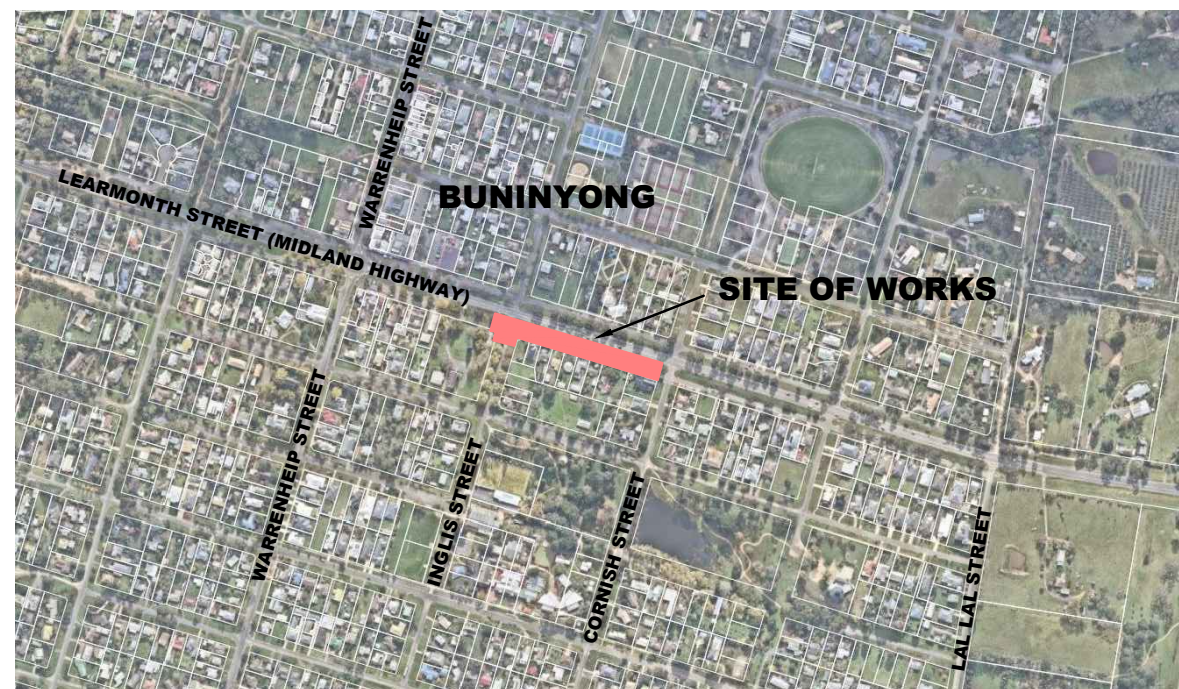 WARRENHEIP STREET
LEARMONTH STREET (MIDLAND HIGHWAY)
BUNINYONG
SITE OF WORKS
WARRENHEIP STREET
INGLIS STREET
CORNISH STREET
LAL LAL STREET